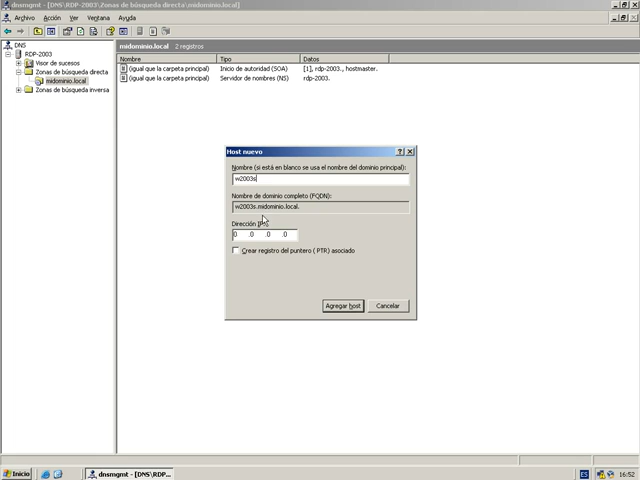 dnsmgmt - [DNS\RDP-2003\Zonas de búsqueda directa\midominio.local]
Archivo Acción Ver Ventana Ayuda
DNS
RDP-2003
Visor de sucesos
Zonas de búsqueda directa
midominio.local
Zonas de búsqueda inversa
midominio.local 2 registros
Nombre Tipo Datos
(igual que la carpeta principal) Inicio de autoridad (SOA) [1], rdp-2003., hostmaster.
(igual que la carpeta principal) Servidor de nombres (NS) rdp-2003.
Host nuevo
Nombre (si está en blanco se usa el nombre del dominio principal):
w2003s
Nombre de dominio completo (FQDN):
w2003s.midominio.local.
Dirección IP:
0 .0 .0 .0
Crear registro del puntero ( PTR) asociado
Agregar host Cancelar
Inicio dnsmgmt - [DNS\RDP... ES 16:52